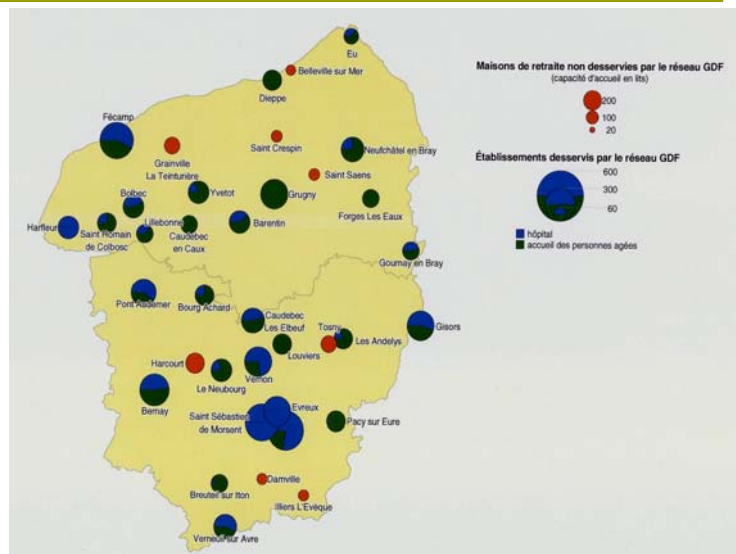 Eu
Belleville sur Mer
Dieppe
Fécamp
Saint Crespin
Neufchâtel en Bray
Grainville
La Teinturière
Saint Saens
Bolbec
Yvetot
Grugny
Forges Les Eaux
Harfleur
Saint Romain
de Colbosc
Lillebonne
Caudebec
en Caux
Barentin
Gournay en Bray
Pont Audemer
Bourg Achard
Caudebec
Les Elbeuf
Tosny
Les Andelys
Gisors
Louviers
Harcourt
Le Neubourg
Vernon
Bernay
Saint Sébastien
de Morsent
Evreux
Pacy sur Eure
Breuteil sur Iton
Damville
Illiers L'Evèque
Verneuil sur Avre
Maisons de retraite non desservies par le réseau GDF
(capacité d'accueil en lits)
200
100
20
Établissements desservis par le réseau GDF
600
300
60
hôpital
accueil des personnes agées